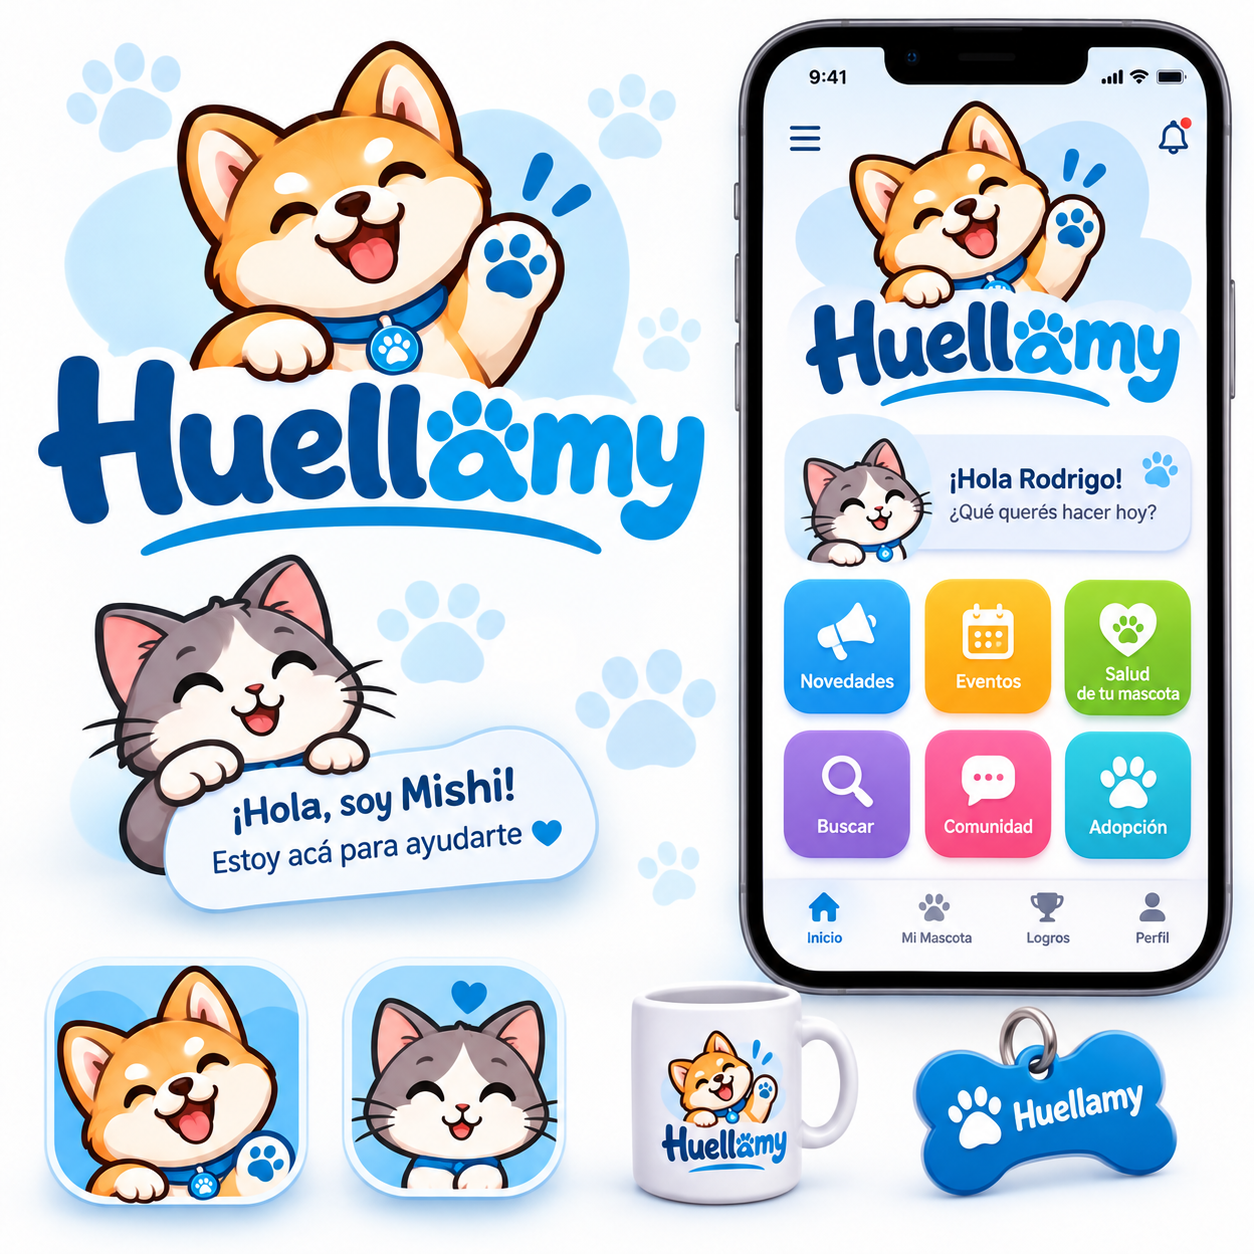 Huellamy
¡Hola, soy Mishi!
Estoy acá para ayudarte
9:41
Huellamy
¡Hola Rodrigo!
¿Qué querés hacer hoy?
Novedades
Eventos
Salud
de tu mascota
Buscar
Comunidad
Adopción
Inicio
Mi Mascota
Logros
Perfil
Huellamy
Huellamy